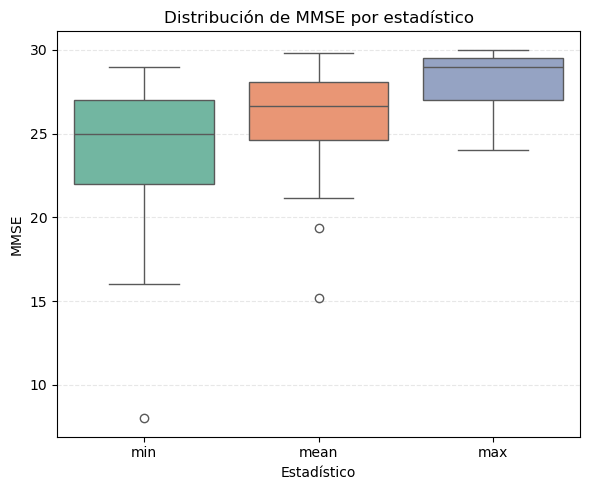 Distribución de MMSE por estadístico
30
25
20
15
10
MMSE
min
mean
max
Estadístico